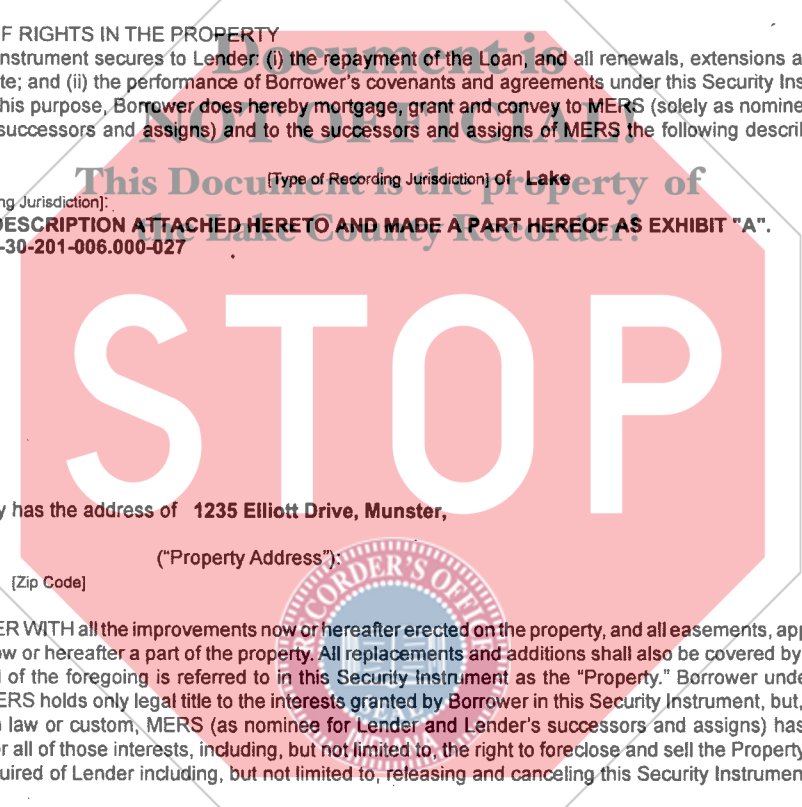 F RIGHTS IN THE PROPERTY
nstrument secures to Lender: (i) the repayment of the Loan, and all renewals, extensions a
te; and (ii) the performance of Borrower's covenants and agreements under this Security Ins
his purpose, Borrower does hereby mortgage, grant and convey to MERS (solely as nomine
successors and assigns) and to the successors and assigns of MERS the following describ
Document is
NOT OFFICIAL!
This Document is the property of
the Lake County Recorder!
[Type of Recording Jurisdiction] of Lake
ng Jurisdiction]:
DESCRIPTION ATTACHED HERETO AND MADE A PART HEREOF AS EXHIBIT "A".
-30-201-006.000-027
STOP
y has the address of 1235 Elliott Drive, Munster,
("Property Address"):
[Zip Code]
RECORDER'S OFFICE
ER WITH all the improvements now or hereafter erected on the property, and all easements, app
ow or hereafter a part of the property. All replacements and additions shall also be covered by
l of the foregoing is referred to in this Security Instrument as the "Property." Borrower unde
ERS holds only legal title to the interests granted by Borrower in this Security Instrument, but,
h law or custom, MERS (as nominee for Lender and Lender's successors and assigns) has
r all of those interests, including, but not limited to, the right to foreclose and sell the Property
quired of Lender including, but not limited to, releasing and canceling this Security Instrumen